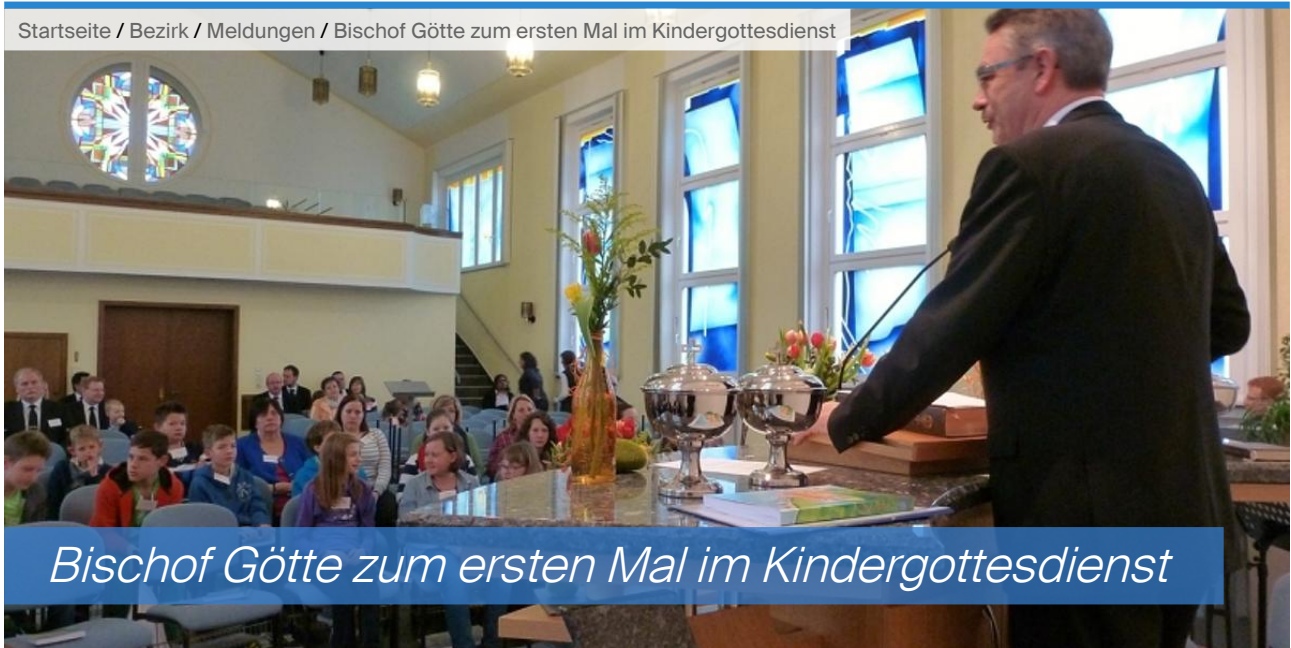 Startseite / Bezirk / Meldungen / Bischof Götte zum ersten Mal im Kindergottesdienst
Bischof Götte zum ersten Mal im Kindergottesdienst